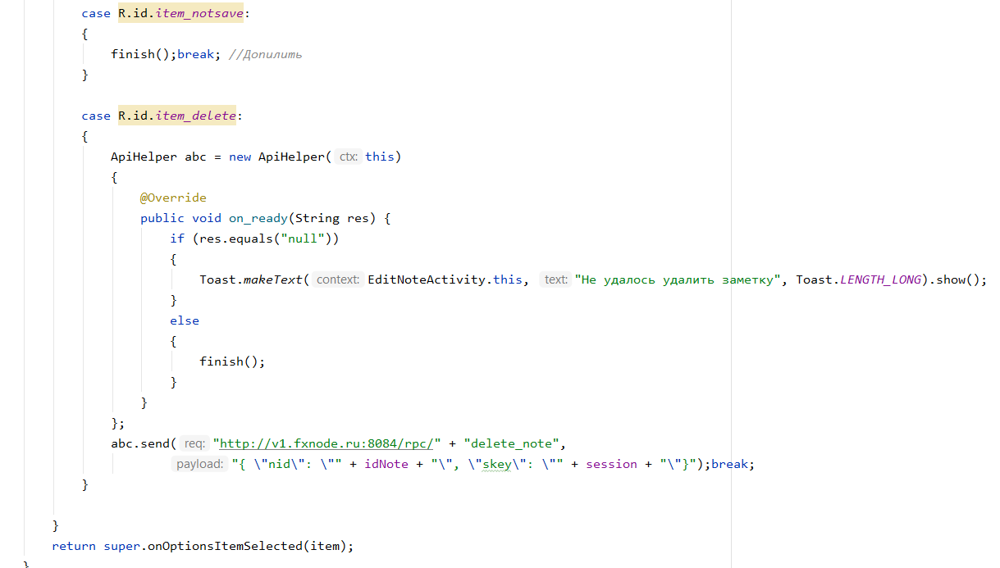 case R.id.item_notsave:
{
finish();break; //Допилить
}
case R.id.item_delete:
{
ApiHelper abc = new ApiHelper( ctx: this)
{
@Override
public void on_ready(String res) {
if (res.equals("null"))
{
Toast.makeText( context: EditNoteActivity.this, text: "Не удалось удалить заметку", Toast.LENGTH_LONG).show();
}
else
{
finish();
}
}
};
abc.send( req: "http://v1.fxnode.ru:8084/rpc/" + "delete_note",
payload: "{ \"nid\": \"" + idNote + "\", \"skey\": \"" + session + "\"}");break;
}
}
return super.onOptionsItemSelected(item);
}